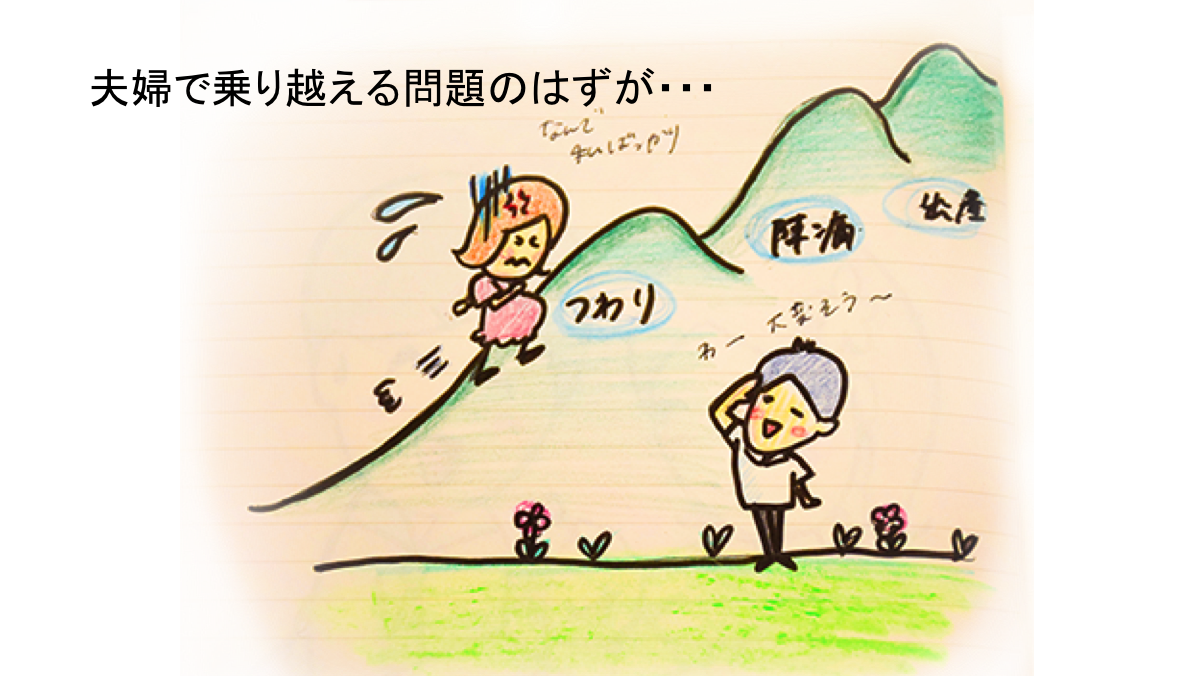 夫婦で乗り越える問題のはずが・・・
なんで
私ばっかり
つわり
陣痛
出産
わー 大変そう〜